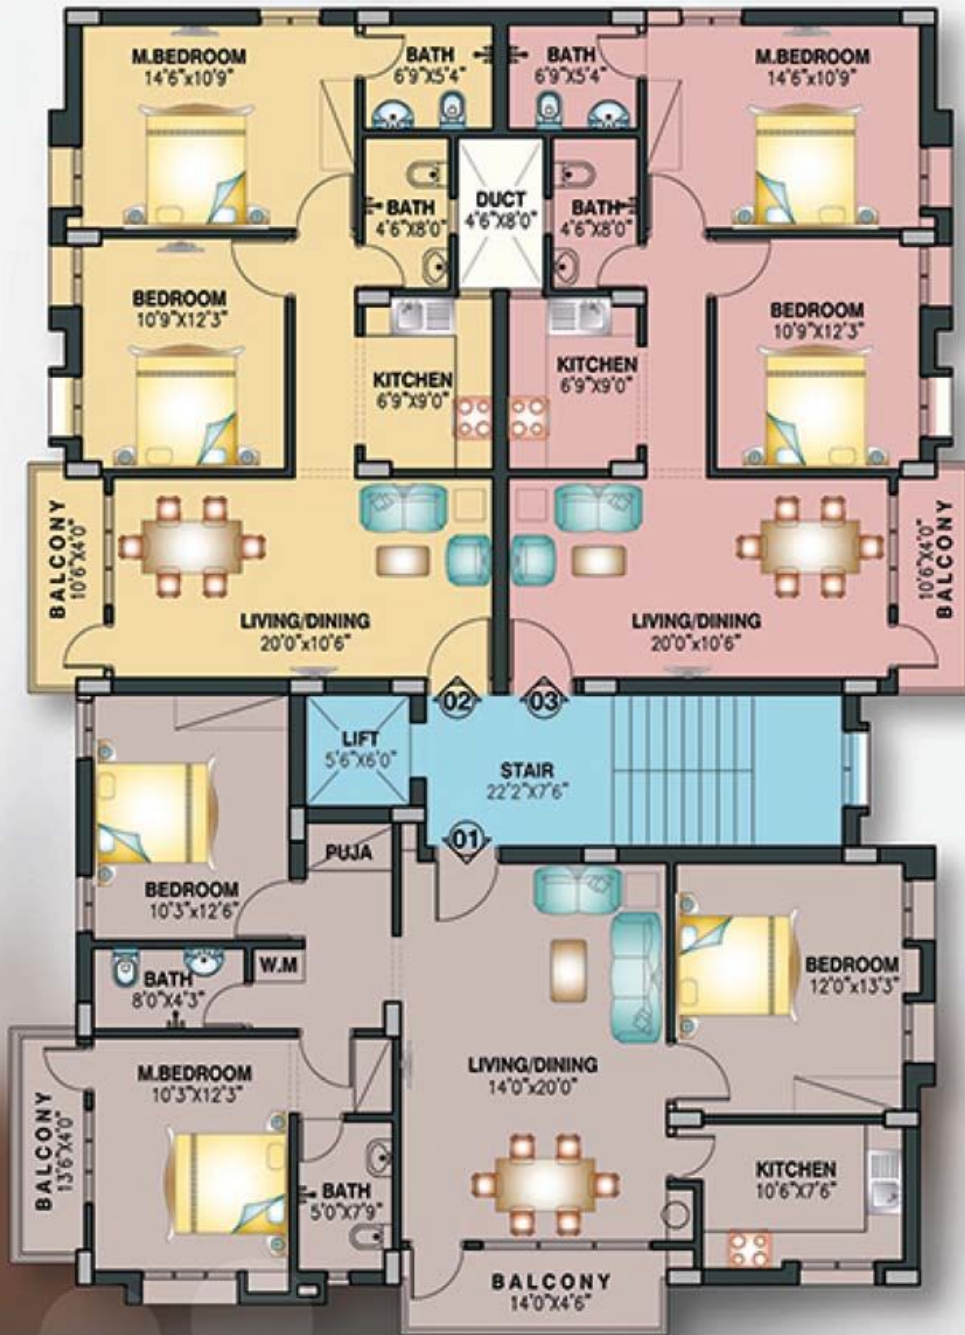 M.BEDROOM
14'6"x10'9"
BATH
6'9"X5'4"
BATH
6'9"X5'4"
M.BEDROOM
14'6"x10'9"
BATH
4'6"X8'0"
DUCT
4'6"X8'0"
BATH
4'6"X8'0"
BEDROOM
10'9"X12'3"
BEDROOM
10'9"X12'3"
KITCHEN
6'9"X9'0"
KITCHEN
6'9"X9'0"
BALCONY
10'6"X4'0"
LIVING/DINING
20'0"x10'6"
LIVING/DINING
20'0"x10'6"
BALCONY
10'6"X4'0"
02
03
LIFT
5'6"X6'0"
STAIR
22'2"X7'6"
01
PUJA
BEDROOM
10'3"x12'6"
BATH
8'0"X4'3"
W.M
BEDROOM
12'0"x13'3"
LIVING/DINING
14'0"x20'0"
M.BEDROOM
10'3"X12'3"
BALCONY
13'6"X4'0"
BATH
5'0"X7'9"
KITCHEN
10'6"X7'6"
BALCONY
14'0"X4'6"